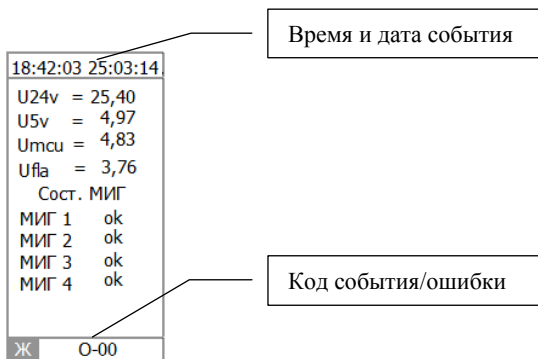 Время и дата события
18:42:03 25:03:14
U24v = 25,40
U5v = 4,97
Umcu = 4,83
Ufla = 3,76
Сост. МИГ
МИГ 1 ok
МИГ 2 ok
МИГ 3 ok
МИГ 4 ok
Код события/ошибки
Ж O-00